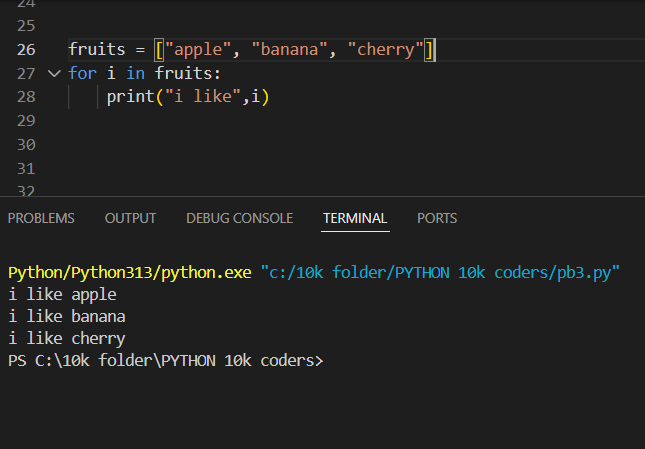 24
25
26 fruits = ["apple", "banana", "cherry"]
27 for i in fruits:
28     print("i like",i)
29
30
31
32
PROBLEMS OUTPUT DEBUG CONSOLE TERMINAL PORTS
Python/Python313/python.exe "c:/10k folder/PYTHON 10k coders/pb3.py"
i like apple
i like banana
i like cherry
PS C:\10k folder\PYTHON 10k coders>